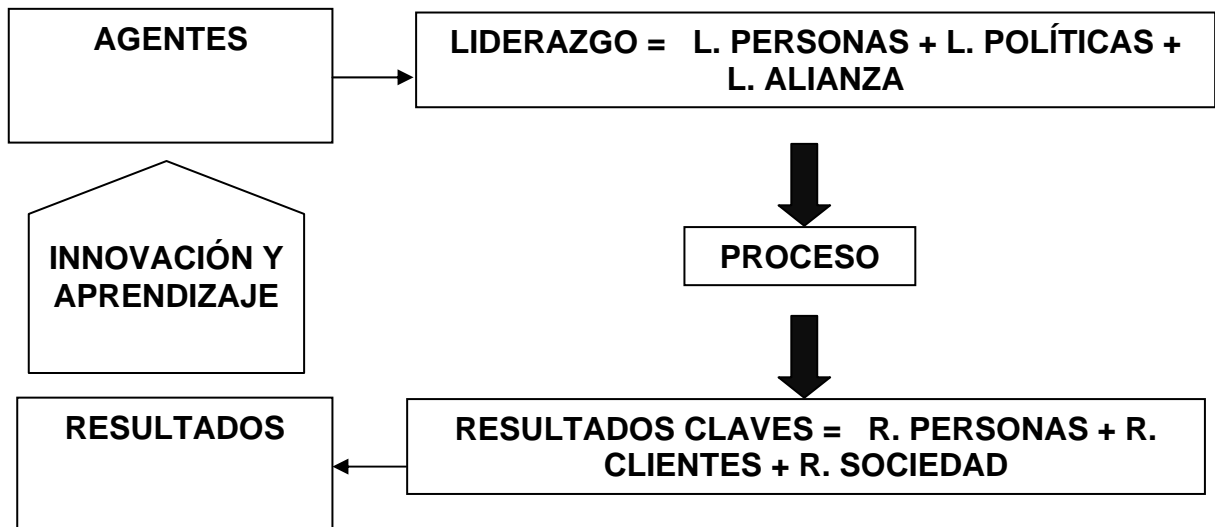 AGENTES
LIDERAZGO = L. PERSONAS + L. POLÍTICAS +
L. ALIANZA
INNOVACIÓN Y
APRENDIZAJE
PROCESO
RESULTADOS
RESULTADOS CLAVES = R. PERSONAS + R.
CLIENTES + R. SOCIEDAD